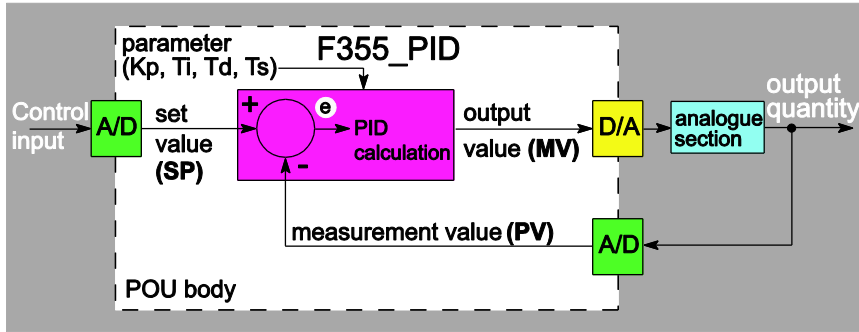 parameter
(Kp, Ti, Td, Ts)
F355_PID
Control
input
A/D
set
value
(SP)
+
-
e
PID
calculation
output
value (MV)
D/A
analogue
section
output
quantity
measurement value (PV)
A/D
POU body